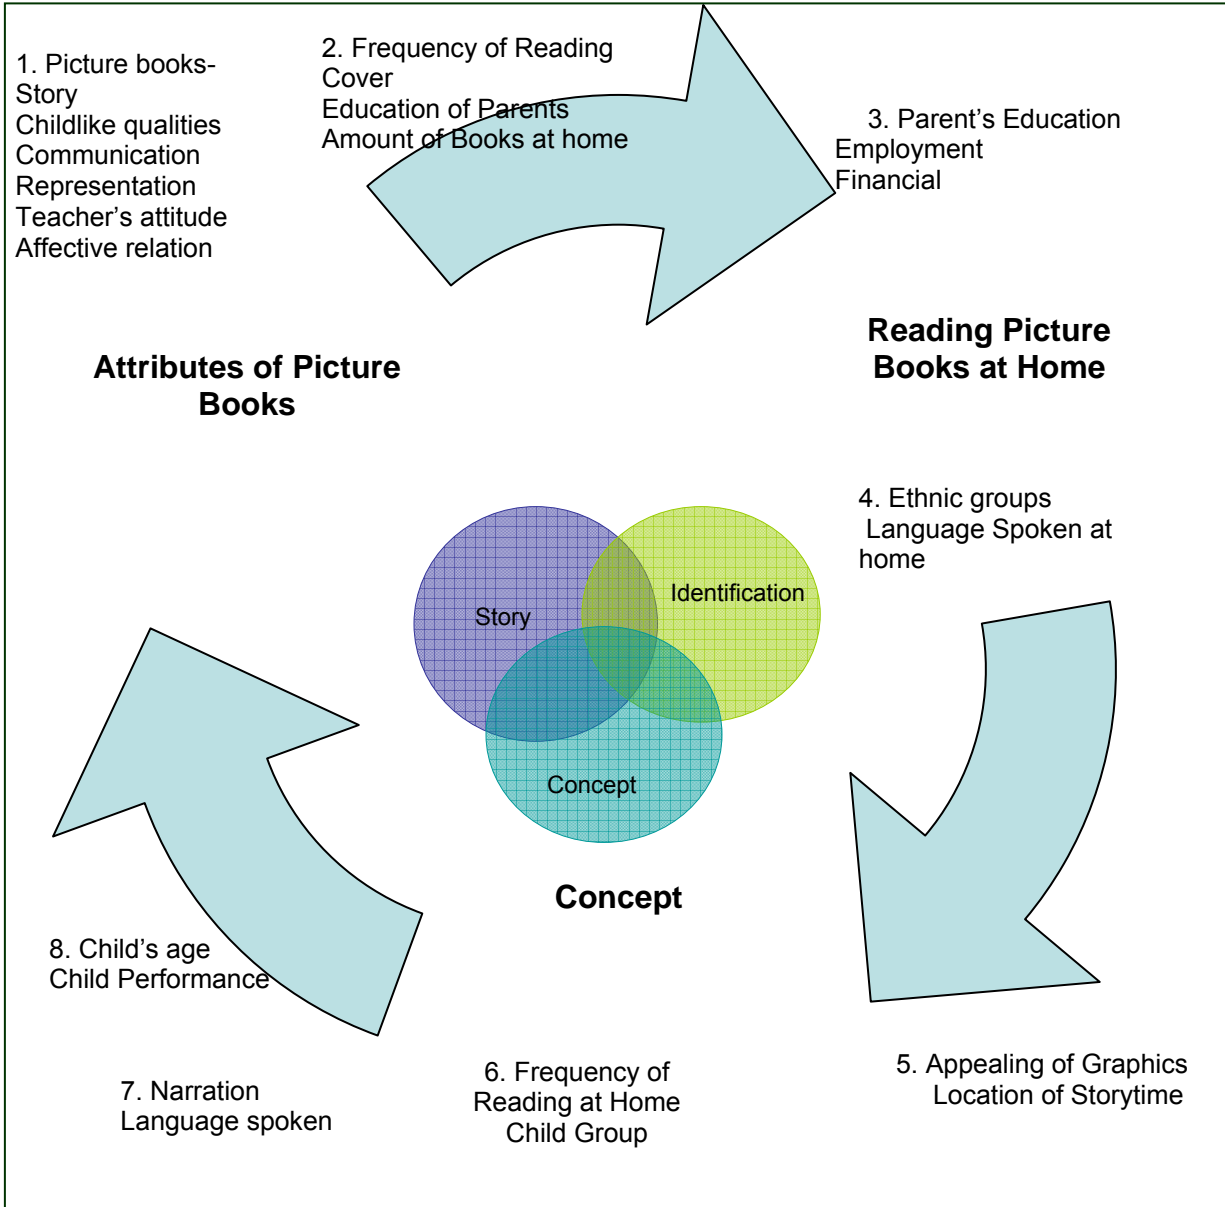 1. Picture books-
Story
Childlike qualities
Communication
Representation
Teacher's attitude
Affective relation
2. Frequency of Reading
Cover
Education of Parents
Amount of Books at home
3. Parent's Education
Employment
Financial
Attributes of Picture
Books
Reading Picture
Books at Home
4. Ethnic groups
Language Spoken at
home
Story
Identification
Concept
Concept
5. Appealing of Graphics
Location of Storytime
6. Frequency of
Reading at Home
Child Group
7. Narration
Language spoken
8. Child's age
Child Performance